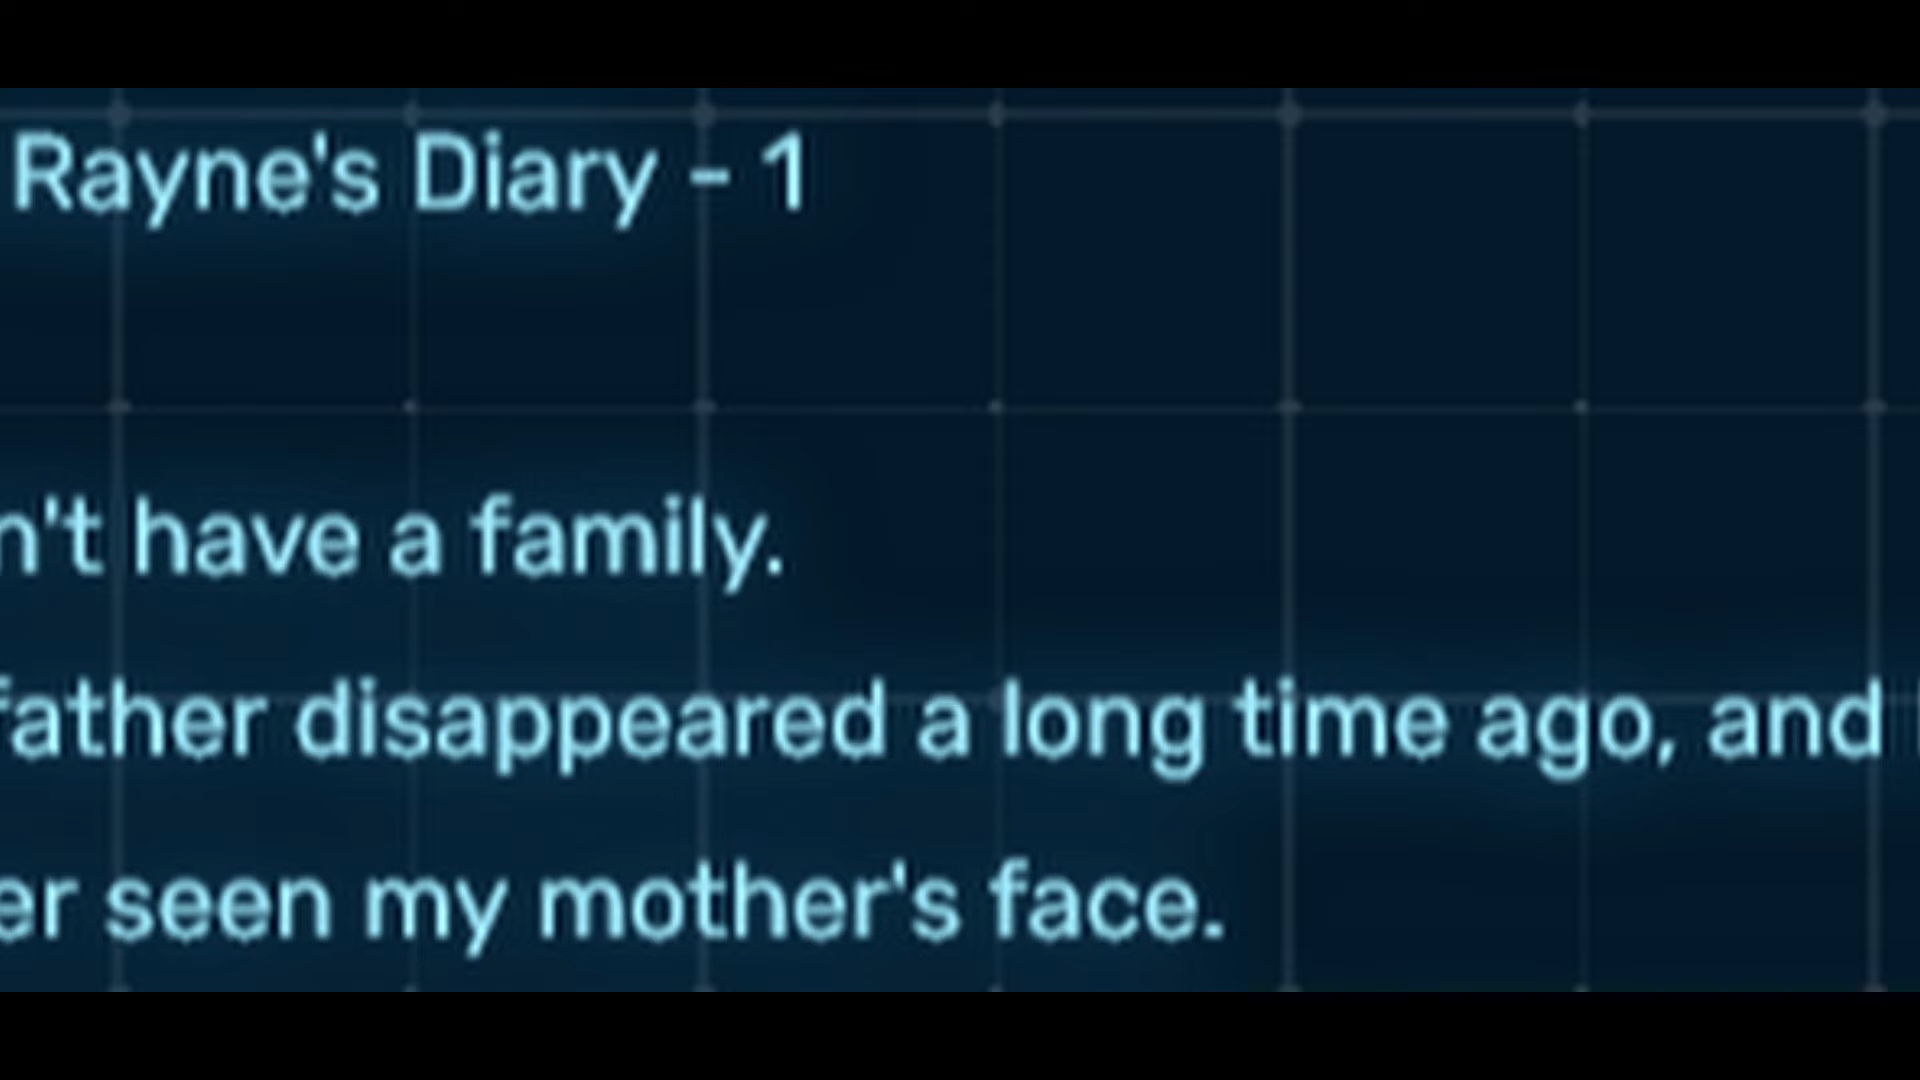 Rayne's Diary - 1
n't have a family.
father disappeared a long time ago, and
er seen my mother's face.